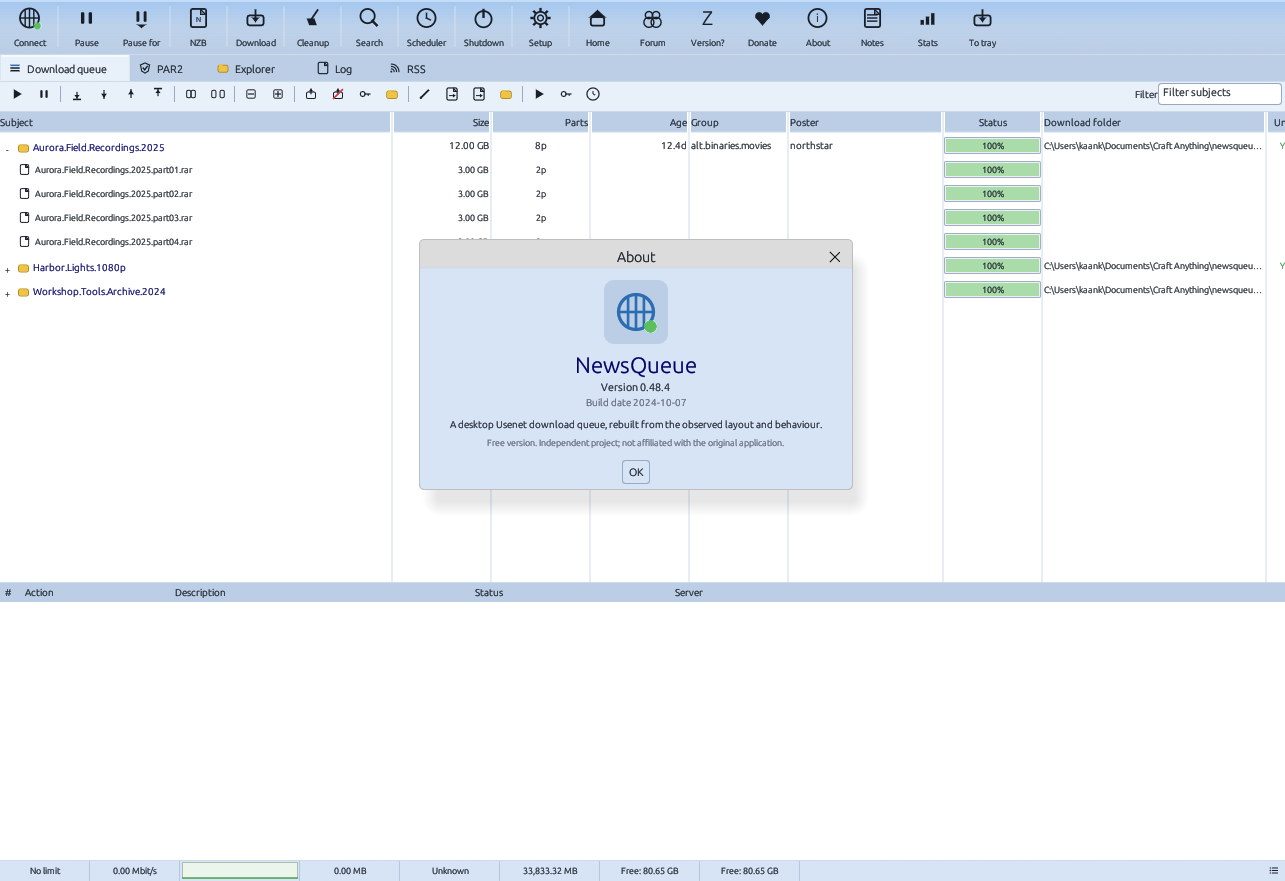 Connect Pause Pause for NZB Download Cleanup Search Scheduler Shutdown Setup Home Forum Version? Donate About Notes Stats To tray
Download queue PAR2 Explorer Log RSS
Filter Filter subjects
Subject Size Parts Age Group Poster Status Download folder
- Aurora.Field.Recordings.2025 12.00 GB 8p 12.4d alt.binaries.movies northstar 100% C:\Users\kaank\Documents\Craft Anything\newsqueu...
Aurora.Field.Recordings.2025.part01.rar 3.00 GB 2p 100%
Aurora.Field.Recordings.2025.part02.rar 3.00 GB 2p 100%
Aurora.Field.Recordings.2025.part03.rar 3.00 GB 2p 100%
Aurora.Field.Recordings.2025.part04.rar 100%
+ Harbor.Lights.1080p 100% C:\Users\kaank\Documents\Craft Anything\newsqueu...
+ Workshop.Tools.Archive.2024 100% C:\Users\kaank\Documents\Craft Anything\newsqueu...
About
NewsQueue
Version 0.48.4
Build date 2024-10-07
A desktop Usenet download queue, rebuilt from the observed layout and behaviour.
Free version. Independent project; not affiliated with the original application.
OK
# Action Description Status Server
No limit 0.00 Mbit/s 0.00 MB Unknown 33,833.32 MB Free: 80.65 GB Free: 80.65 GB